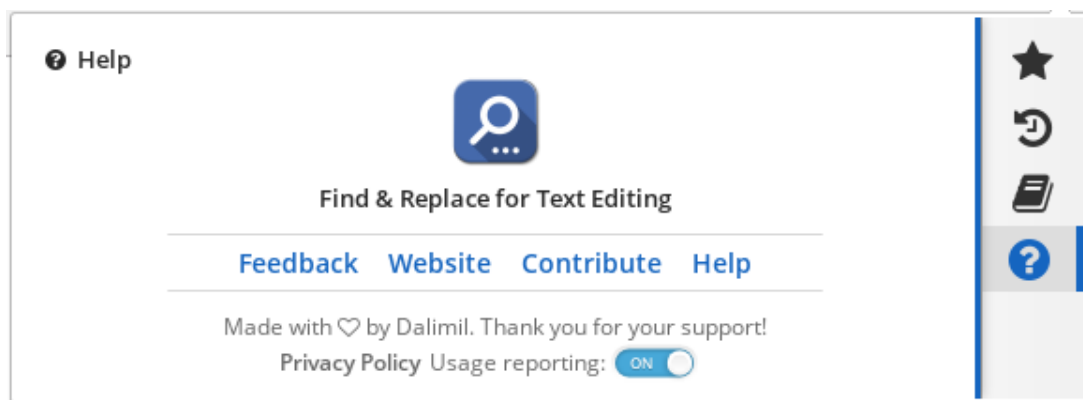 Help
Find & Replace for Text Editing
Feedback Website Contribute Help
Made with ♡ by Dalimil. Thank you for your support!
Privacy Policy Usage reporting: ON